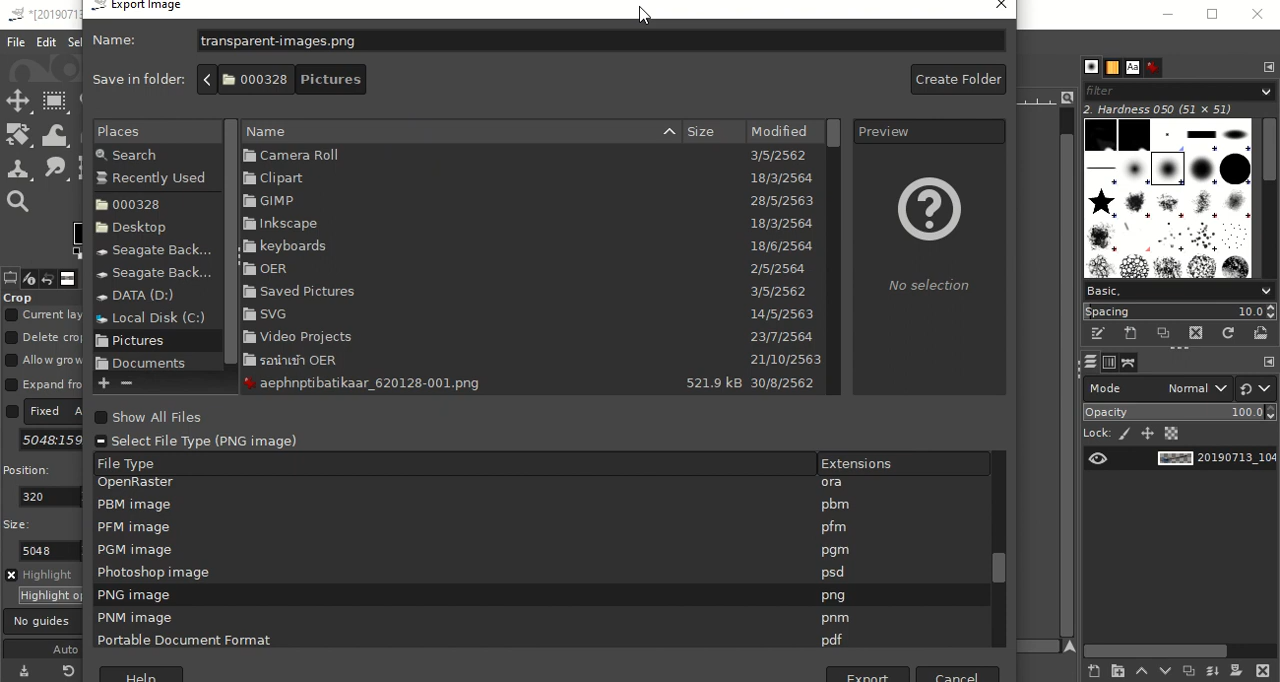 *[20190713
Export Image
File Edit Sel
Name: transparent-images.png
Save in folder: 000328 Pictures Create Folder
Places
Search
Recently Used
000328
Desktop
Seagate Back...
Seagate Back...
DATA (D:)
Local Disk (C:)
Pictures
Documents
Name Size Modified
Camera Roll 3/5/2562
Clipart 18/3/2564
GIMP 28/5/2563
Inkscape 18/3/2564
keyboards 18/6/2564
OER 2/5/2564
Saved Pictures 3/5/2562
SVG 14/5/2563
Video Projects 23/7/2564
รอนำเข้า OER 21/10/2563
aephnptibatikaar_620128-001.png 521.9 kB 30/8/2562
Preview
No selection
Show All Files
Select File Type (PNG image)
File Type Extensions
OpenRaster ora
PBM image pbm
PFM image pfm
PGM image pgm
Photoshop image psd
PNG image png
PNM image pnm
Portable Document Format pdf
Help Export Cancel
Crop
Current lay
Delete crop
Allow grow
Expand fro
Fixed A
5048:159
Position:
320
Size:
5048
Highlight
Highlight op
No guides
Auto
Aa
filter
2. Hardness 050 (51 × 51)
Basic,
Spacing 10.0
Mode Normal
Opacity 100.0
Lock:
20190713_104